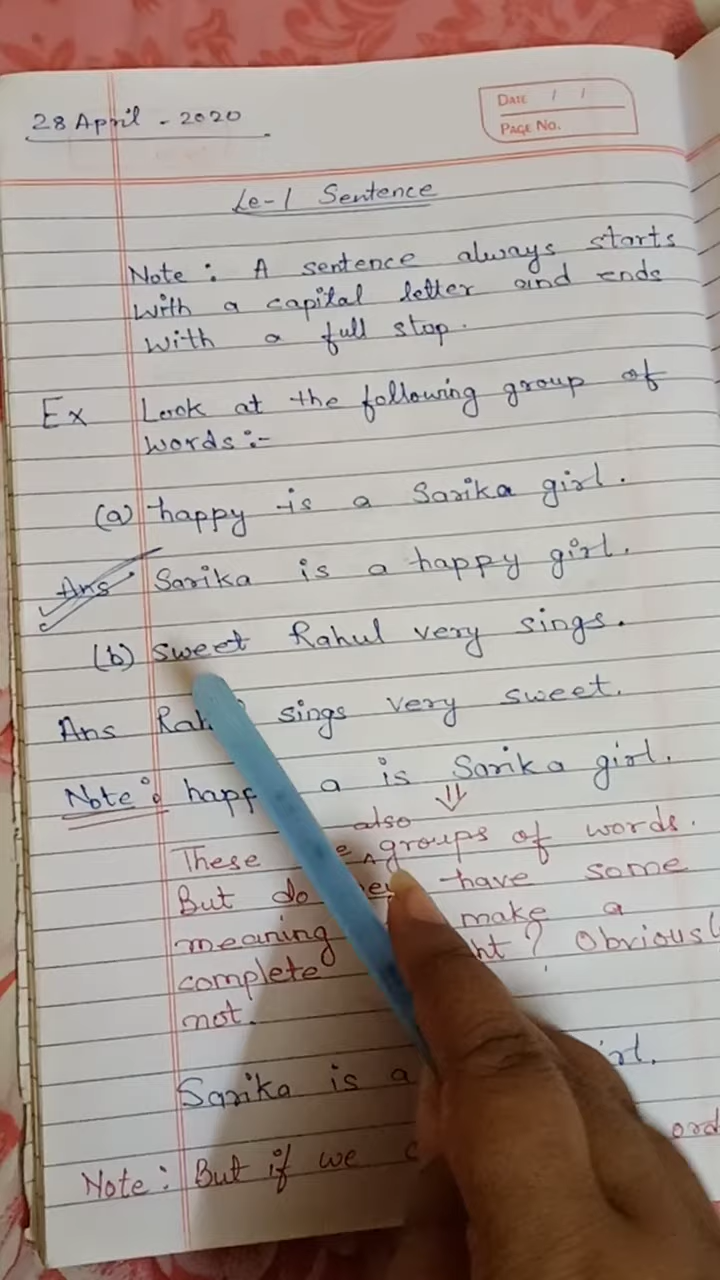 28 April - 2020
DATE / /
PAGE NO.
Le-1 Sentence
Note : A sentence always starts
with a capital letter and ends
with a full stop.
Ex Look at the following group of
words :-
(a) happy is a Sarika girl.
Ans : Sarika is a happy girl.
(b) sweet Rahul very sings.
Ans sings very sweet.
Note : a is Sarika girl.
also
These groups of words.
But do have some
meaning make a
complete ? Obviously
not.
Sarika is a
Note : But if we